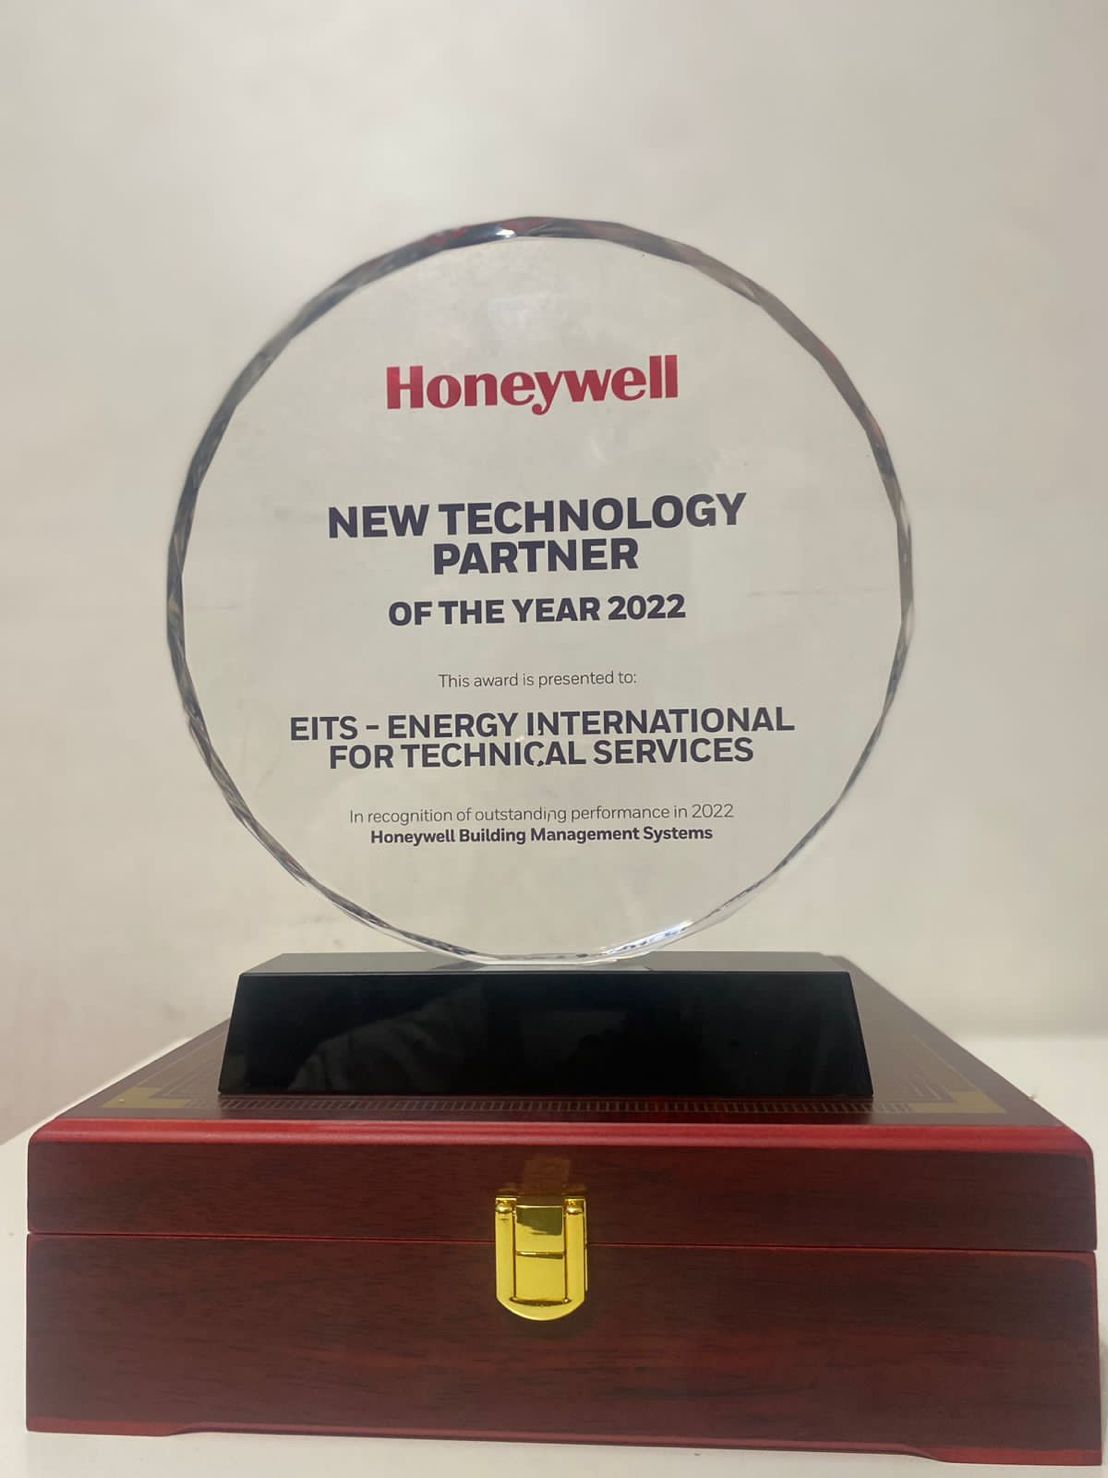 Honeywell
NEW TECHNOLOGY
PARTNER
OF THE YEAR 2022
This award is presented to:
EITS - ENERGY INTERNATIONAL
FOR TECHNICAL SERVICES
In recognition of outstanding performance in 2022
Honeywell Building Management Systems